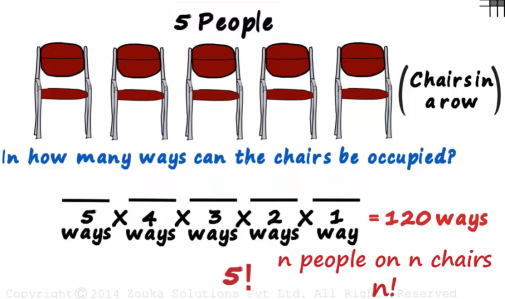 5 People
(Chairs in
a row)
In how many ways can the chairs be occupied?
5 X 4 X 3 X 2 X 1 = 120 ways
ways ways ways ways way
5!
n people on n chairs
n!
Copyright © 2014 Zouka Solutions Pvt Ltd. All Rights Reserved